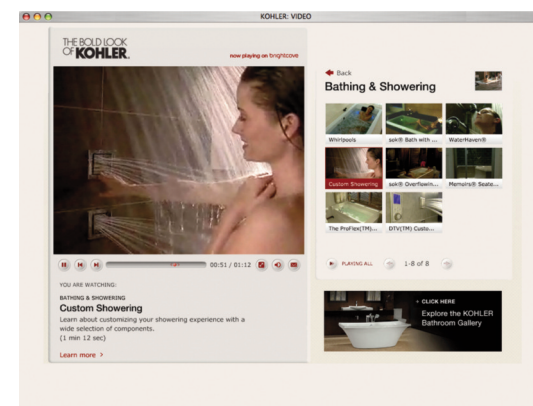 KOHLER: VIDEO
THE BOLD LOOK
OF KOHLER.
now playing on brightcove
YOU ARE WATCHING:
BATHING & SHOWERING
Custom Showering
Learn about customizing your showering experience with a
wide selection of components.
(1 min 12 sec)
Learn more >
00:51 / 01:12
Back
Bathing & Showering
Whirlpools
sok® Bath with ...
WaterHaven®
Custom Showering
sok® Overflowin...
Memoirs® Seate...
The ProFlex(TM)...
DTV(TM) Custo...
PLAYING ALL
1-8 of 8
CLICK HERE
Explore the KOHLER
Bathroom Gallery